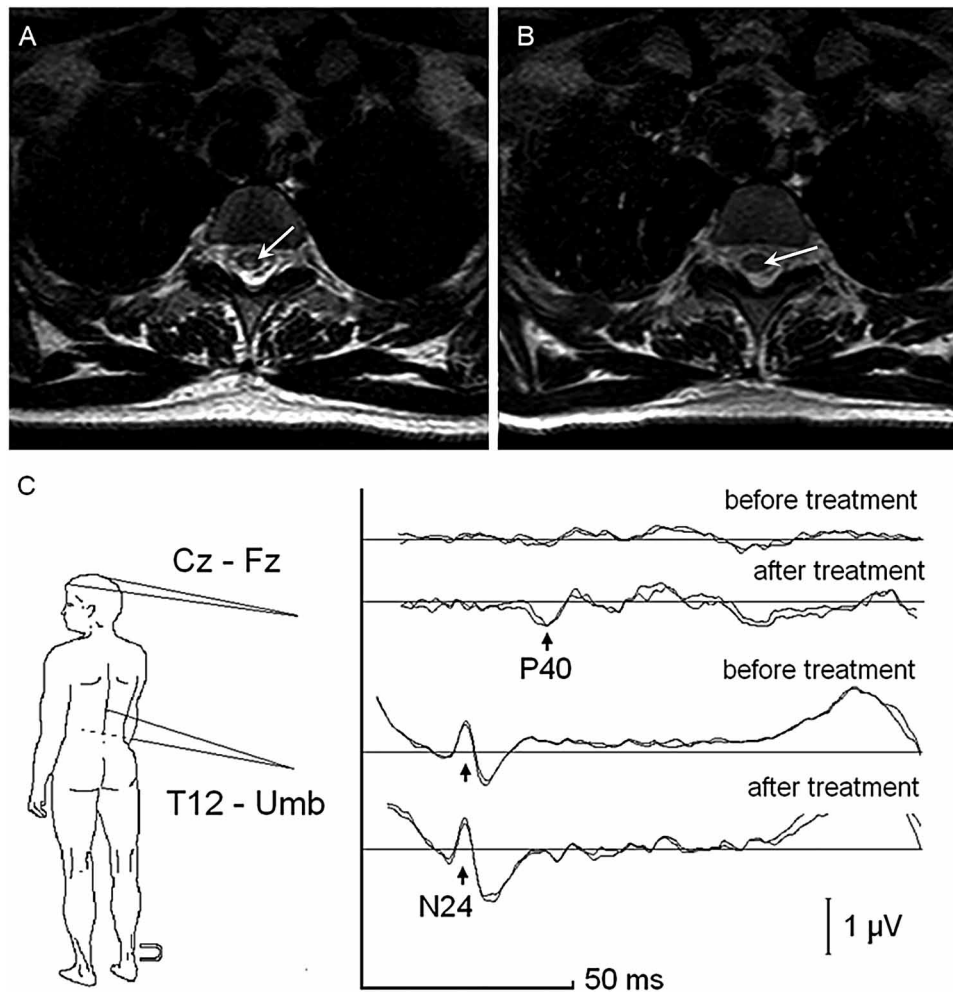 A
B
C
before treatment
Cz - Fz
after treatment
P40
before treatment
T12 - Umb
after treatment
N24
1 µV
50 ms